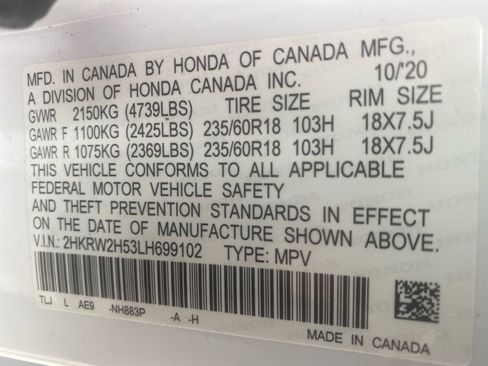 MFD. IN CANADA BY HONDA OF CANADA MFG.,
A DIVISION OF HONDA CANADA INC. 10/'20
GVWR 2150KG (4739LBS) TIRE SIZE RIM SIZE
GAWR F 1100KG (2425LBS) 235/60R18 103H 18X7.5J
GAWR R 1075KG (2369LBS) 235/60R18 103H 18X7.5J
THIS VEHICLE CONFORMS TO ALL APPLICABLE
FEDERAL MOTOR VEHICLE SAFETY
AND THEFT PREVENTION STANDARDS IN EFFECT
ON THE DATE OF MANUFACTURE SHOWN ABOVE.
V.I.N.: 2HKRW2H53LH699102 TYPE: MPV
TLJ L AE9 -NH883P -A -H
MADE IN CANADA